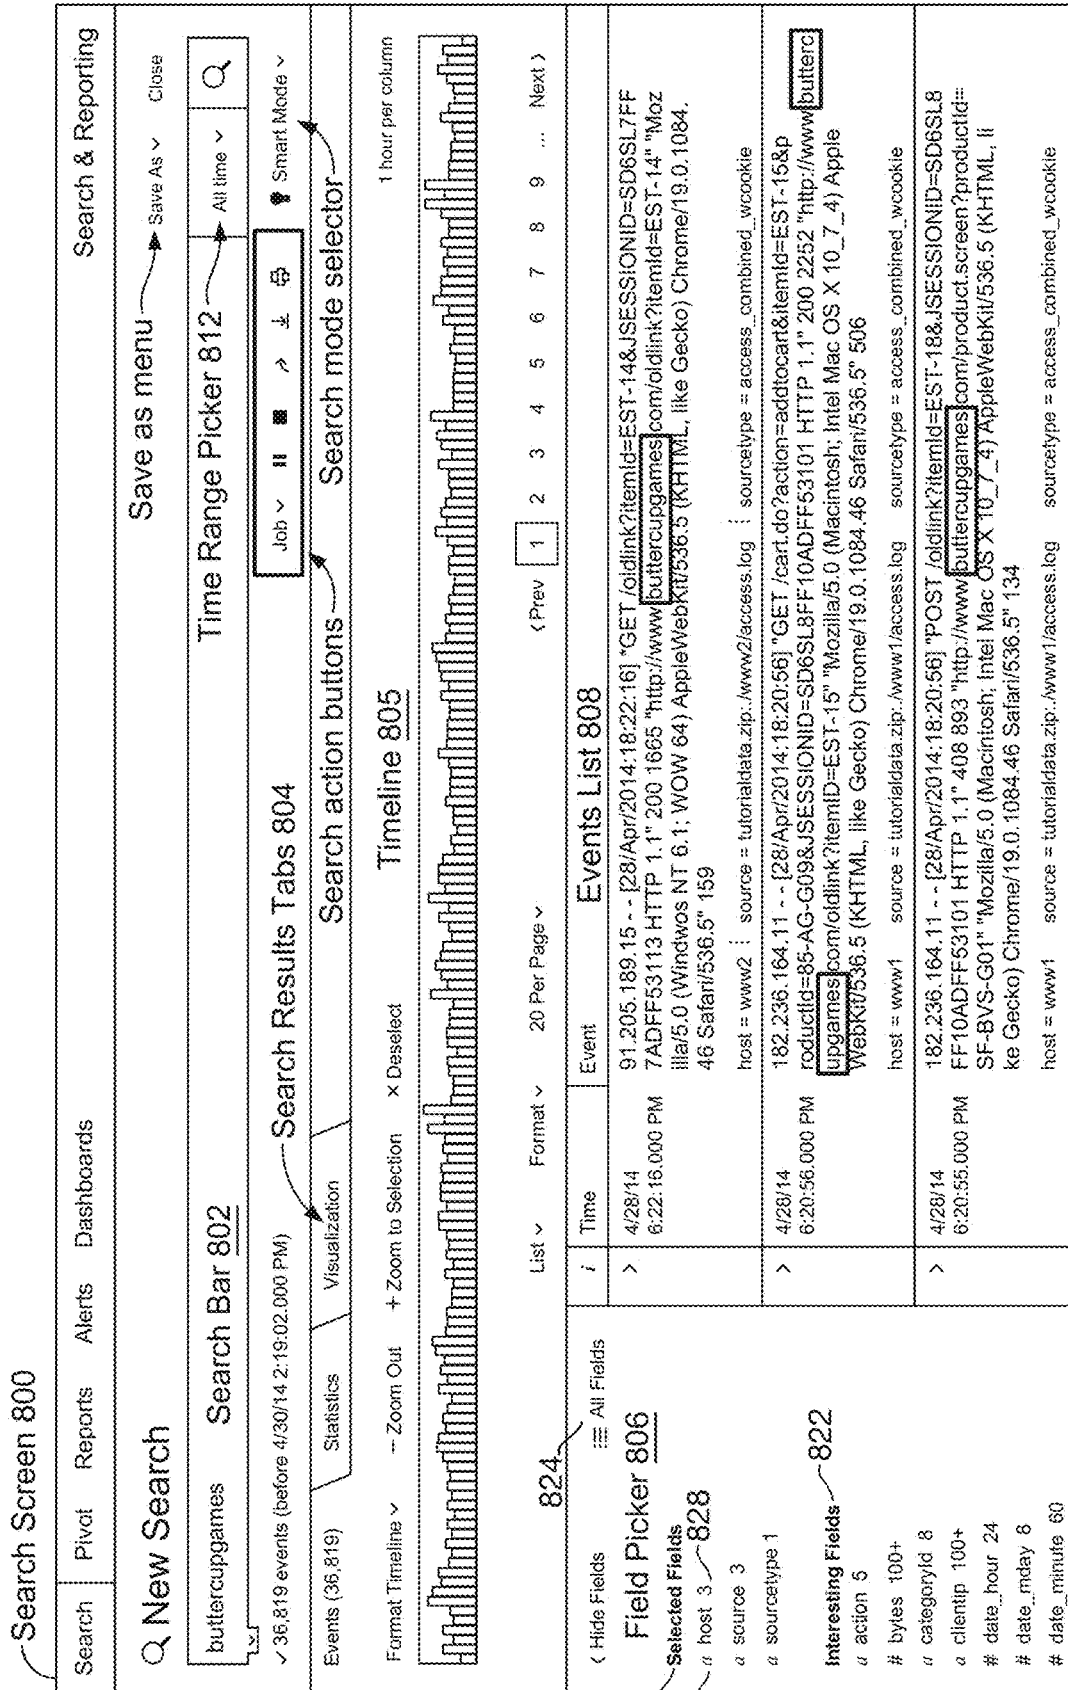 Search Screen 800
Search Pivot Reports Alerts Dashboards Search & Reporting
New Search Save as menu Save As Close
buttercupgames Search Bar 802 Time Range Picker 812 All time
✓ 36,819 events (before 4/30/14 2:19:02.000 PM) Search Results Tabs 804 Job Smart Mode
Events (36,819) Statistics Visualization Search action buttons Search mode selector
Format Timeline – Zoom Out + Zoom to Selection × Deselect Timeline 805 1 hour per column
List Format 20 Per Page < Prev 1 2 3 4 5 6 7 8 9 ... Next >
824
< Hide Fields All Fields
Field Picker 806
Selected Fields
a host 3 828
a source 3
a sourcetype 1
Interesting Fields 822
a action 5
# bytes 100+
a categoryId 8
a clientip 100+
# date_hour 24
# date_mday 8
# date_minute 60
i Time Event Events List 808
> 4/28/14
6:22:16.000 PM
91.205.189.15 - - [28/Apr/2014:18:22:16] "GET /oldlink?itemId=EST-14&JSESSIONID=SD6SL7FF
7ADFF53113 HTTP 1.1" 200 1665 "http://www.buttercupgames.com/oldlink?itemId=EST-14" "Moz
illa/5.0 (Windwos NT 6.1; WOW 64) AppleWebKit/536.5 (KHTML, like Gecko) Chrome/19.0.1084.
46 Safari/536.5" 159
host = www2 source = tutorialdata.zip:./www2/access.log sourcetype = access_combined_wcookie
> 4/28/14
6:20:56.000 PM
182.236.164.11 - - [28/Apr/2014:18:20:56] "GET /cart.do?action=addtocart&itemId=EST-15&p
roductId=85-AG-G09&JSESSIONID=SD6SL8FF10ADFF53101 HTTP 1.1" 200 2252 "http://www.butterc
upgames.com/oldlink?itemID=EST-15" "Mozilla/5.0 (Macintosh; Intel Mac OS X 10_7_4) Apple
WebKit/536.5 (KHTML, like Gecko) Chrome/19.0.1084.46 Safari/536.5" 506
host = www1 source = tutorialdata.zip:./www1/access.log sourcetype = access_combined_wcookie
> 4/28/14
6:20:55.000 PM
182.236.164.11 - - [28/Apr/2014:18:20:56] "POST /oldlink?itemId=EST-18&JSESSIONID=SD6SL8
FF10ADFF53101 HTTP 1.1" 408 893 "http://www.buttercupgames.com/product.screen?productId=
SF-BVS-G01" "Mozilla/5.0 (Macintosh; Intel Mac OS X 10_7_4) AppleWebKit/536.5 (KHTML, li
ke Gecko) Chrome/19.0.1084.46 Safari/536.5" 134
host = www1 source = tutorialdata.zip:./www1/access.log sourcetype = access_combined_wcookie